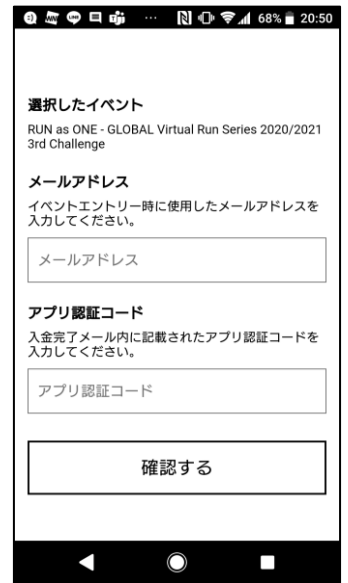 68% 20:50
選択したイベント
RUN as ONE - GLOBAL Virtual Run Series 2020/2021
3rd Challenge
メールアドレス
イベントエントリー時に使用したメールアドレスを
入力してください。
メールアドレス
アプリ認証コード
入金完了メール内に記載されたアプリ認証コードを
入力してください。
アプリ認証コード
確認する